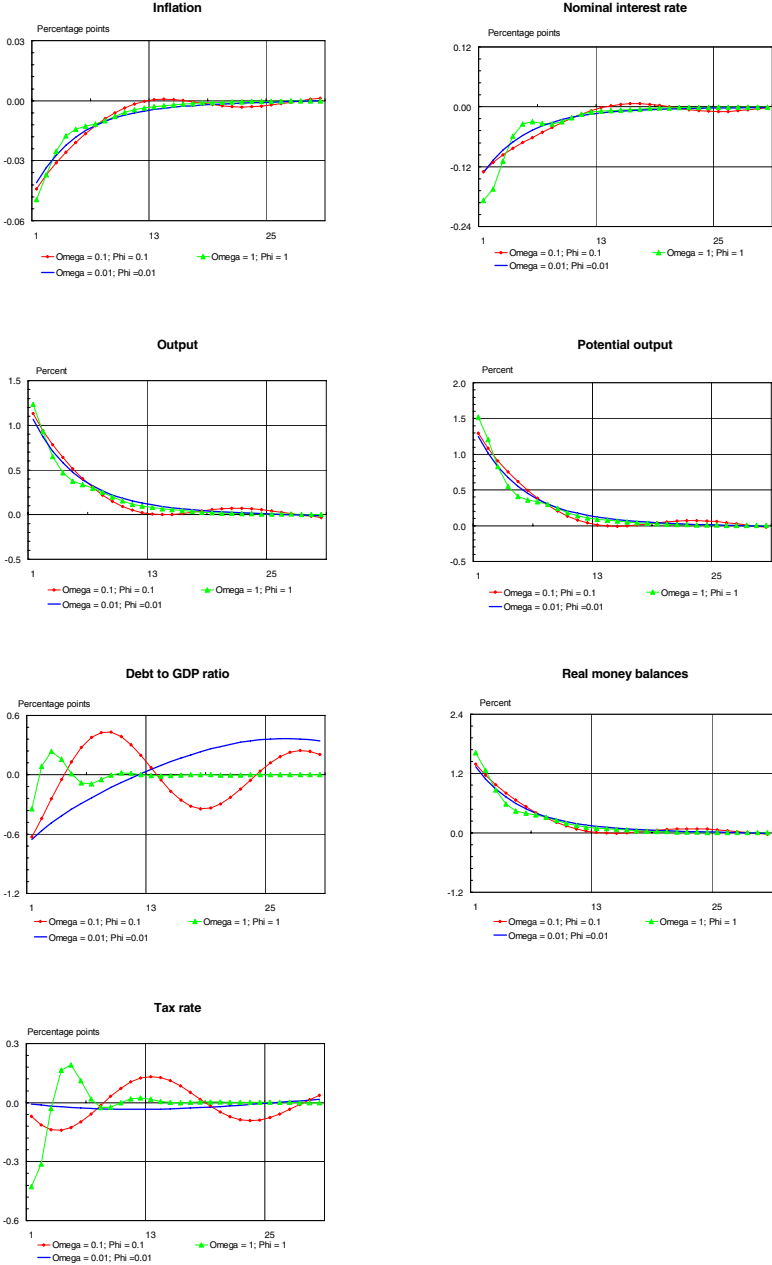 Inflation
Percentage points
0.03
0.00
-0.03
-0.06
1 13 25
Omega = 0.1; Phi = 0.1 Omega = 1; Phi = 1
Omega = 0.01; Phi =0.01
Nominal interest rate
Percentage points
0.12
0.00
-0.12
-0.24
1 13 25
Omega = 0.1; Phi = 0.1 Omega = 1; Phi = 1
Omega = 0.01; Phi =0.01
Output
Percent
1.5
1.0
0.5
0.0
-0.5
1 13 25
Omega = 0.1; Phi = 0.1 Omega = 1; Phi = 1
Omega = 0.01; Phi =0.01
Potential output
Percent
2.0
1.5
1.0
0.5
0.0
-0.5
1 13 25
Omega = 0.1; Phi = 0.1 Omega = 1; Phi = 1
Omega = 0.01; Phi =0.01
Debt to GDP ratio
Percentage points
0.6
0.0
-0.6
-1.2
1 13 25
Omega = 0.1; Phi = 0.1 Omega = 1; Phi = 1
Omega = 0.01; Phi =0.01
Real money balances
Percent
2.4
1.2
0.0
-1.2
1 13 25
Omega = 0.1; Phi = 0.1 Omega = 1; Phi = 1
Omega = 0.01; Phi =0.01
Tax rate
Percentage points
0.3
0.0
-0.3
-0.6
1 13 25
Omega = 0.1; Phi = 0.1 Omega = 1; Phi = 1
Omega = 0.01; Phi =0.01